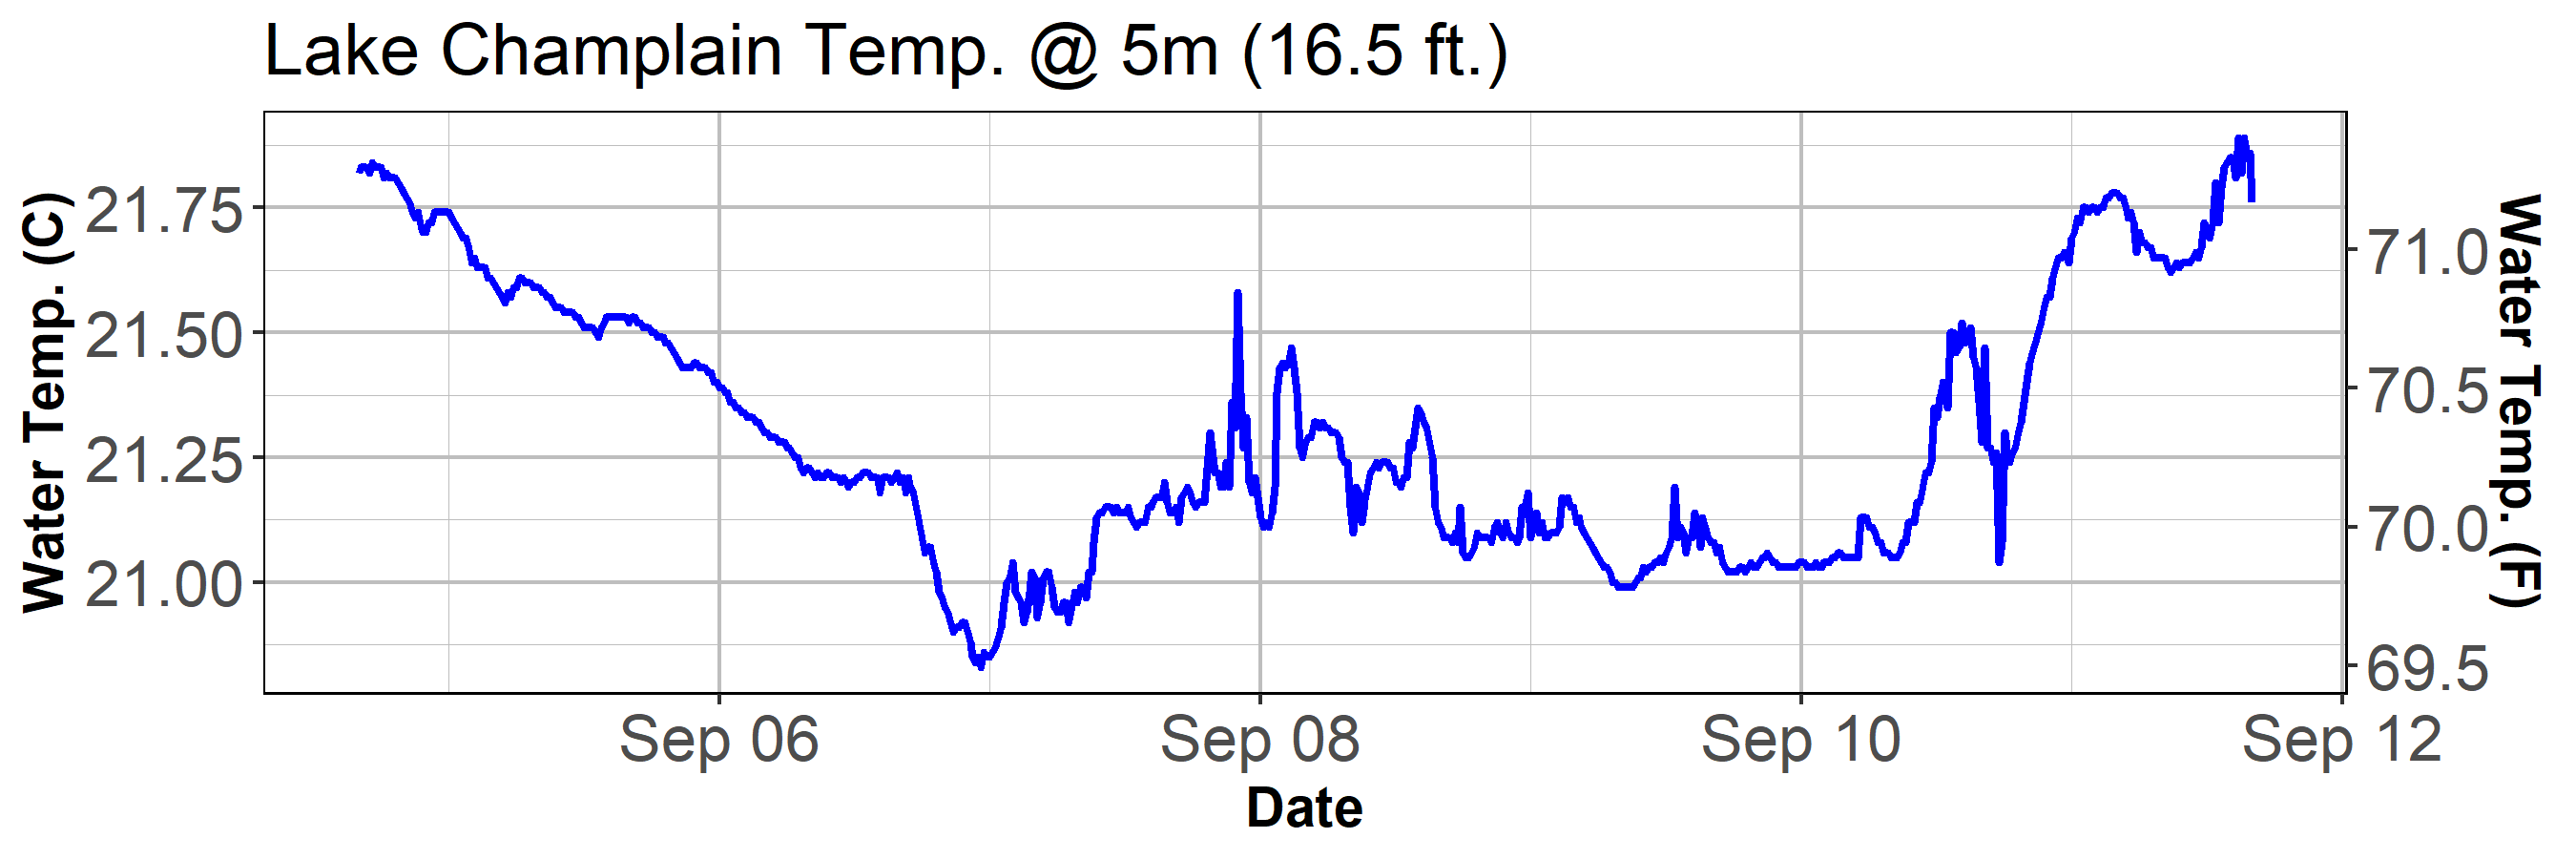 Lake Champlain Temp. @ 5m (16.5 ft.)
Water Temp. (C)
21.75
21.50
21.25
21.00
71.0
70.5
70.0
69.5
Water Temp. (F)
Sep 06
Sep 08
Sep 10
Sep 12
Date